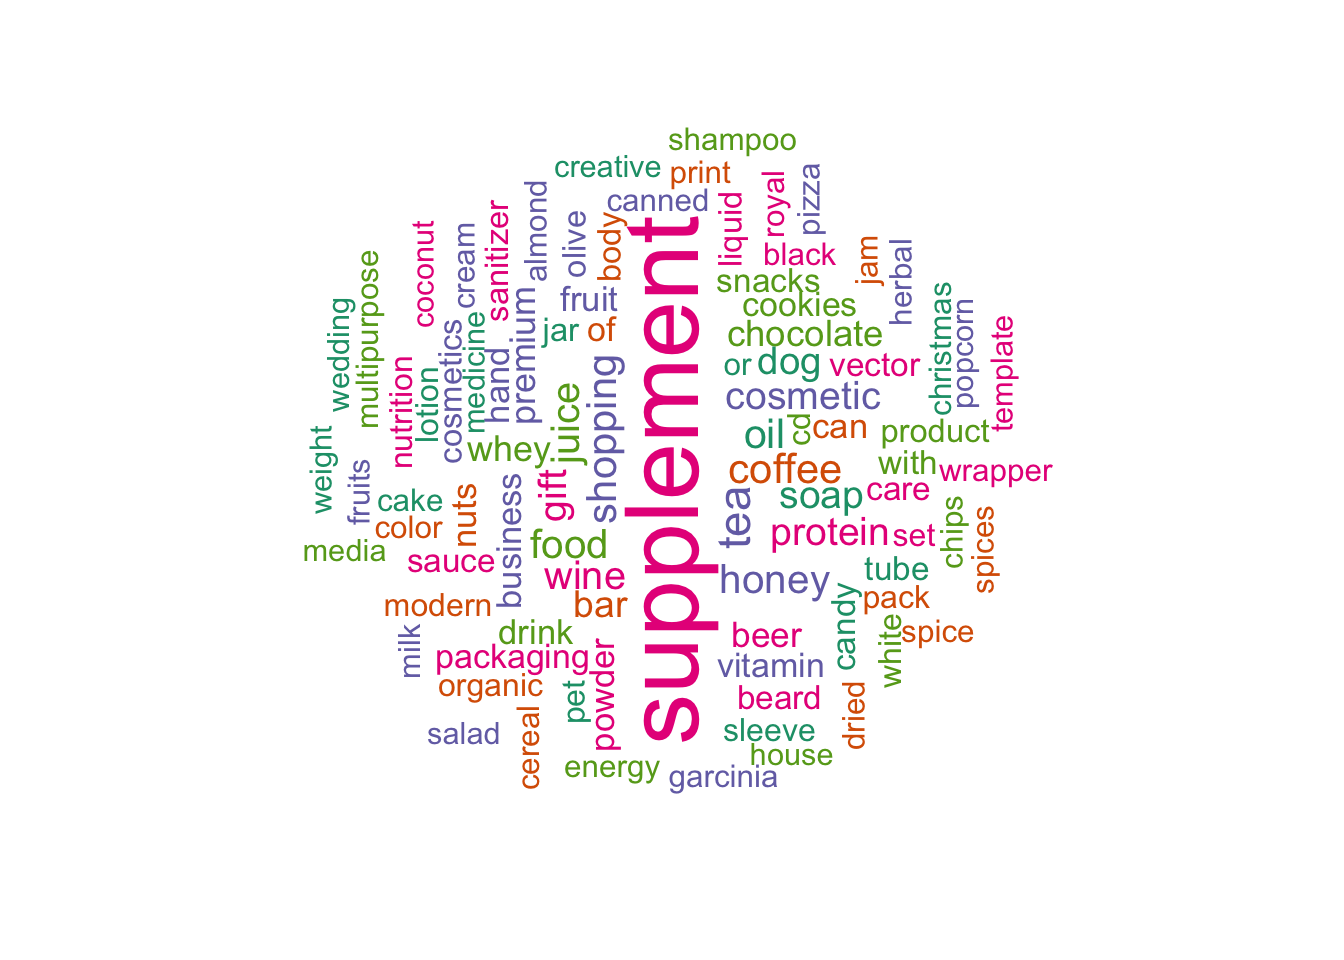 shampoo
creative
print
canned
liquid
royal
pizza
almond
olive
body
black
coconut
cream
sanitizer
jam
herbal
snacks
multipurpose
fruit
cookies
wedding
premium
jar
of
chocolate
christmas
popcorn
template
cosmetics
medicine
hand
or
dog
vector
nutrition
lotion
shopping
supplement
cosmetic
juice
oil
cd
can
product
whey.
weight
fruits
coffee
with
wrapper
cake
nuts
gift
tea
soap
care
color
business
protein
set
chips
spices
media
sauce
food
wine
honey
tube
modern
bar
candy
pack
milk
drink
beer
white
spice
packaging
powder
vitamin
organic
pet
beard
dried
salad
cereal
sleeve
house
energy
garcinia